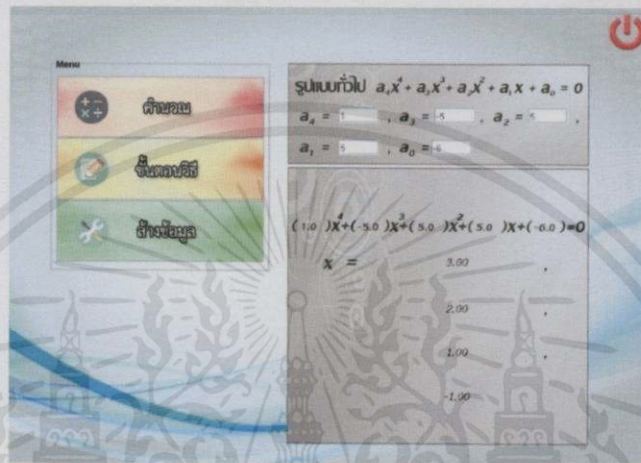 Menu
คำนวณ
ขั้นตอนวิธี
ล้างข้อมูล
รูปแบบทั่วไป a₄x⁴ + a₃x³ + a₂x² + a₁x + a₀ = 0
a₄ = 1 , a₃ = -5 , a₂ = 5 ,
a₁ = 5 , a₀ = -6
( 1.0 )x⁴+( -5.0 )x³+( 5.0 )x²+( 5.0 )x+( -6.0 )=0
x = 3.00 ,
2.00 ,
1.00 ,
-1.00